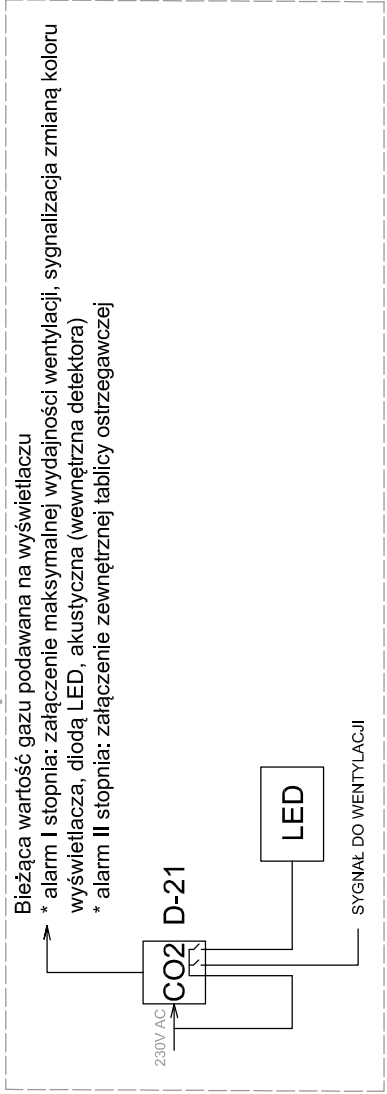 Bieżąca wartość gazu podawana na wyświetlaczu
* alarm I stopnia: załączenie maksymalnej wydajności wentylacji, sygnalizacja zmianą koloru
wyświetlacza, diodą LED, akustyczna (wewnętrzna detektora)
* alarm II stopnia: załączenie zewnętrznej tablicy ostrzegawczej
230V AC
CO2
D-21
LED
SYGNAŁ DO WENTYLACJI